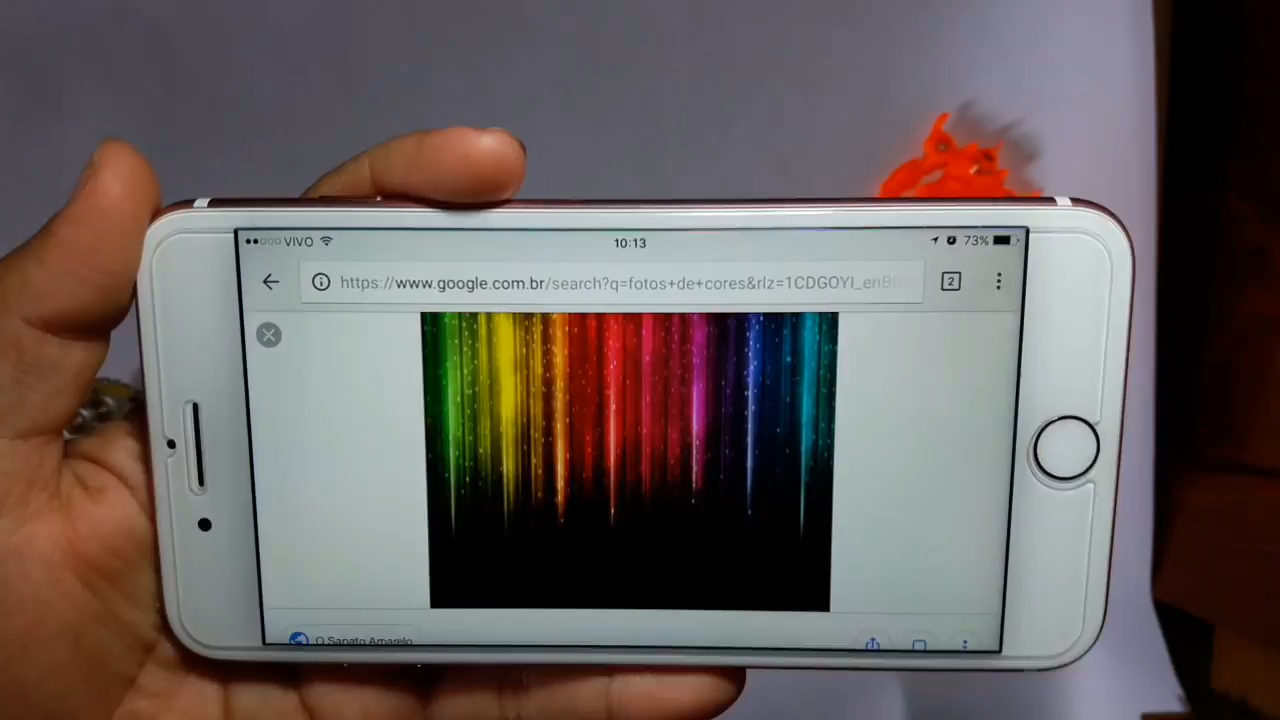 VIVO 10:13 73%
https://www.google.com.br/search?q=fotos+de+cores&rlz=1CDGOYI_enBR 2
O Sapato Amarelo